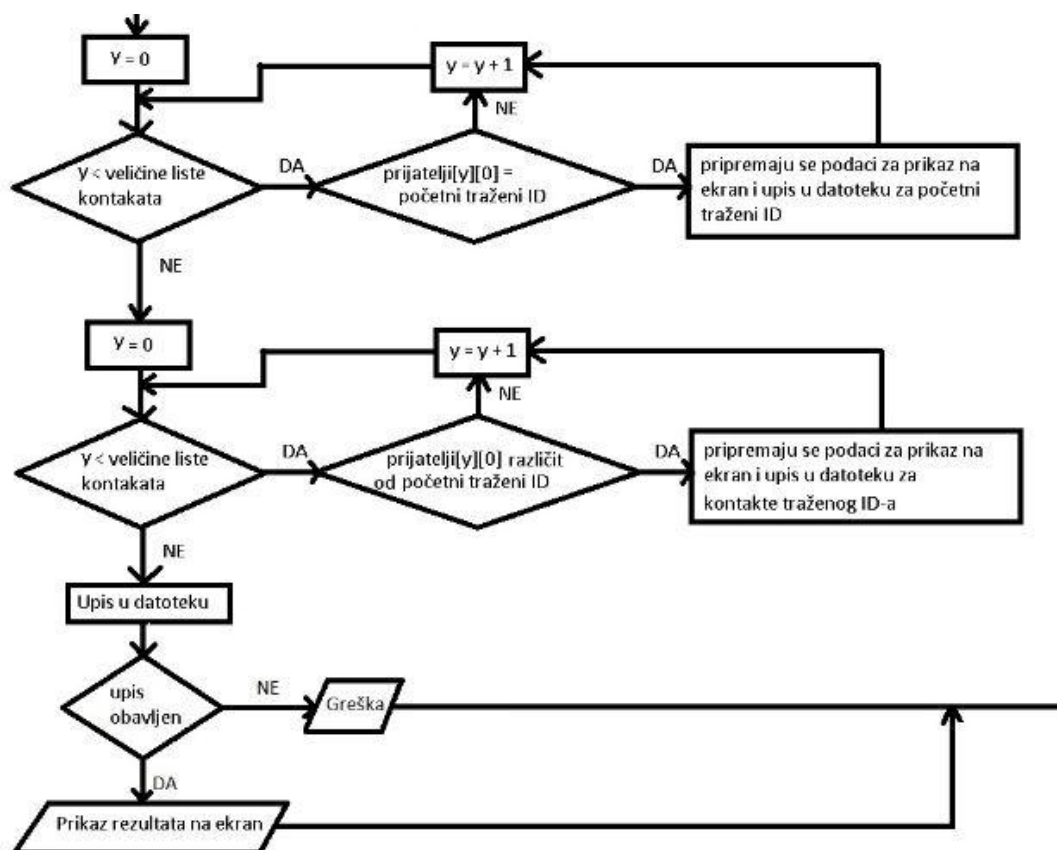 y = 0
y = y + 1
NE
y < veličine liste
kontakata
DA
prijatelji[y][0] =
početni traženi ID
DA
pripremaju se podaci za prikaz na
ekran i upis u datoteku za početni
traženi ID
NE
y = 0
y = y + 1
NE
y < veličine liste
kontakata
DA
prijatelji[y][0] različit
od početni traženi ID
DA
pripremaju se podaci za prikaz na
ekran i upis u datoteku za
kontakte traženog ID-a
NE
Upis u datoteku
upis
obavljen
NE
Greška
DA
Prikaz rezultata na ekran